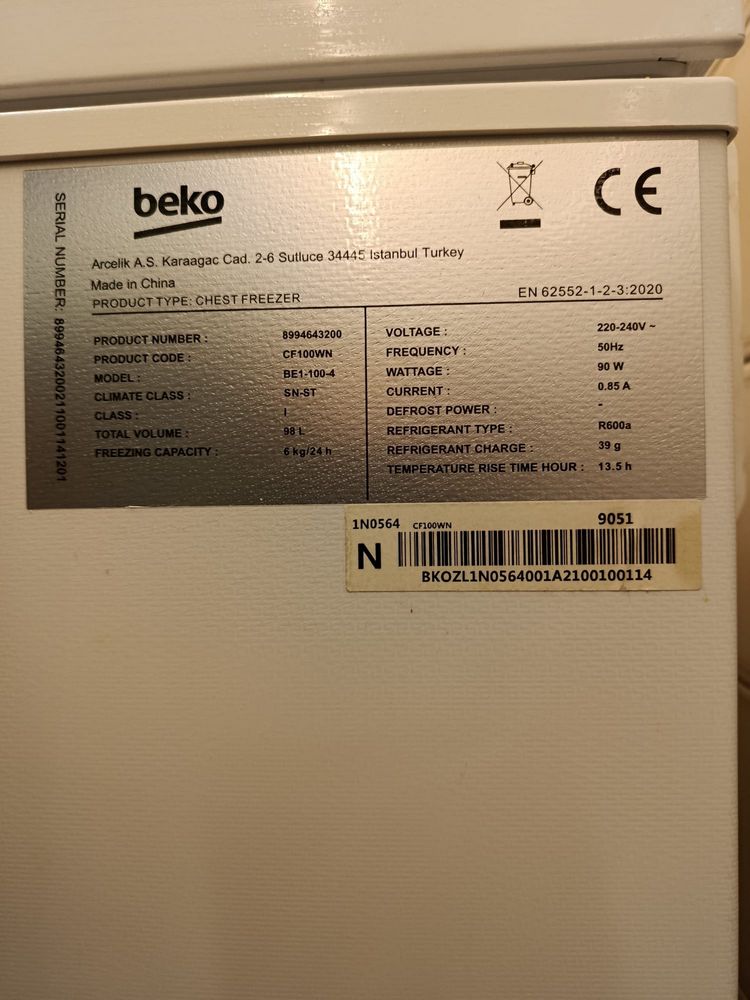 beko
CE
Arcelik A.S. Karaagac Cad. 2-6 Sutluce 34445 Istanbul Turkey
Made in China
PRODUCT TYPE: CHEST FREEZER
EN 62552-1-2-3:2020
SERIAL NUMBER: 8994643200211001141201
PRODUCT NUMBER : 8994643200
PRODUCT CODE : CF100WN
MODEL : BE1-100-4
CLIMATE CLASS : SN-ST
CLASS : I
TOTAL VOLUME : 98 L
FREEZING CAPACITY : 6 kg/24 h
VOLTAGE : 220-240V ~
FREQUENCY : 50Hz
WATTAGE : 90 W
CURRENT : 0.85 A
DEFROST POWER : -
REFRIGERANT TYPE : R600a
REFRIGERANT CHARGE : 39 g
TEMPERATURE RISE TIME HOUR : 13.5 h
1N0564 CF100WN 9051
N
BKOZL1N0564001A2100100114